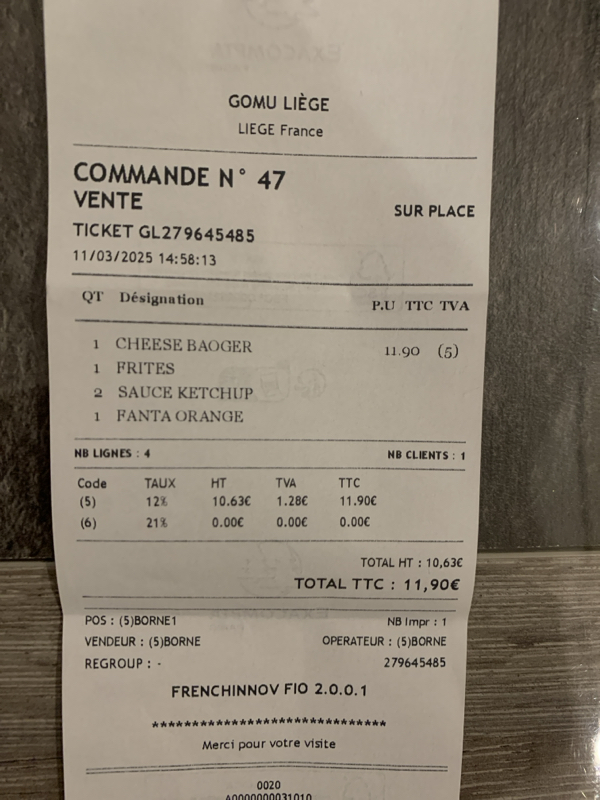 GOMU LIÈGE
LIEGE France
COMMANDE N° 47
VENTE
SUR PLACE
TICKET GL279645485
11/03/2025 14:58:13
QT Désignation P.U TTC TVA
1 CHEESE BAOGER 11.90 (5)
1 FRITES
2 SAUCE KETCHUP
1 FANTA ORANGE
NB LIGNES : 4 NB CLIENTS : 1
Code TAUX HT TVA TTC
(5) 12% 10.63€ 1.28€ 11.90€
(6) 21% 0.00€ 0.00€ 0.00€
TOTAL HT : 10,63€
TOTAL TTC : 11,90€
POS : (5)BORNE1 NB Impr : 1
VENDEUR : (5)BORNE OPERATEUR : (5)BORNE
REGROUP : - 279645485
FRENCHINNOV FIO 2.0.0.1
*****************************
Merci pour votre visite
0020
A0000000031010